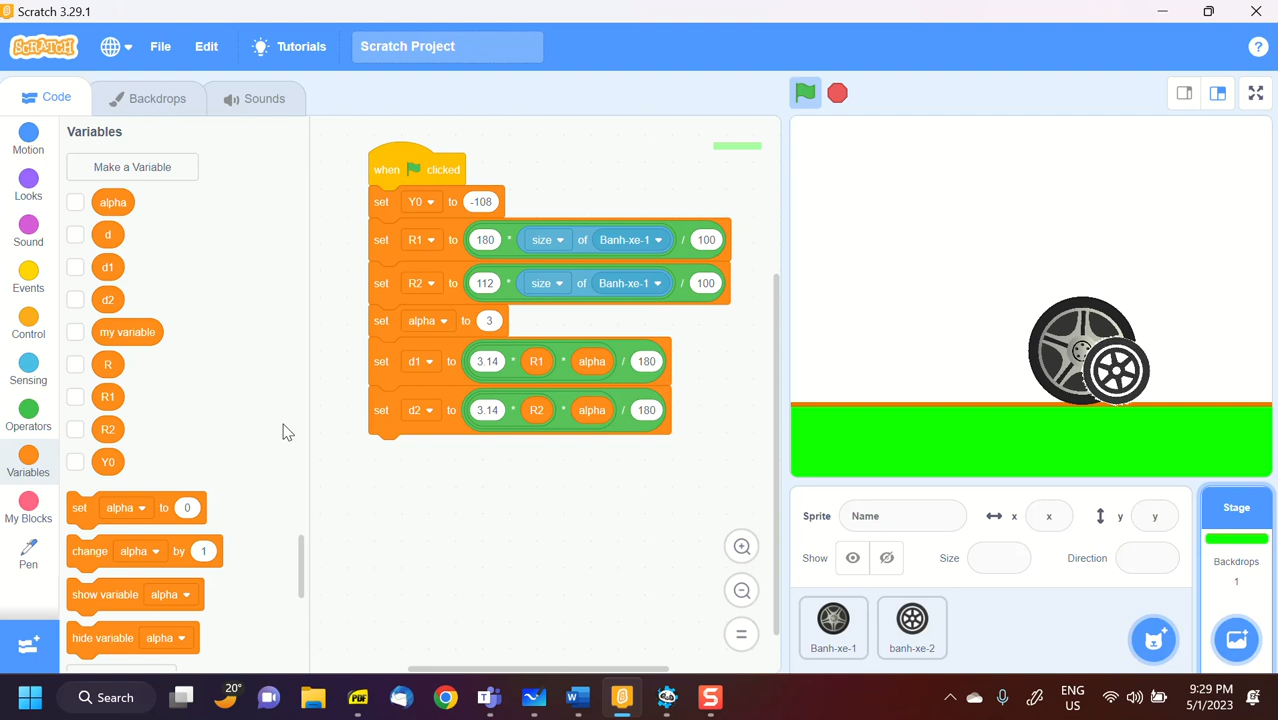 Scratch 3.29.1
SCRATCH File Edit Tutorials Scratch Project ?
Code Backdrops Sounds
Motion
Looks
Sound
Events
Control
Sensing
Operators
Variables
My Blocks
Pen
Variables
Make a Variable
alpha
d
d1
d2
my variable
R
R1
R2
Y0
set alpha to 0
change alpha by 1
show variable alpha
hide variable alpha
when clicked
set Y0 to -108
set R1 to 180 * size of Banh-xe-1 / 100
set R2 to 112 * size of Banh-xe-1 / 100
set alpha to 3
set d1 to 3.14 * R1 * alpha / 180
set d2 to 3.14 * R2 * alpha / 180
Sprite Name x x y y
Show Size Direction
Banh-xe-1 banh-xe-2
Stage
Backdrops
1
Search
20°
PDF
ENG
US
9:29 PM
5/1/2023